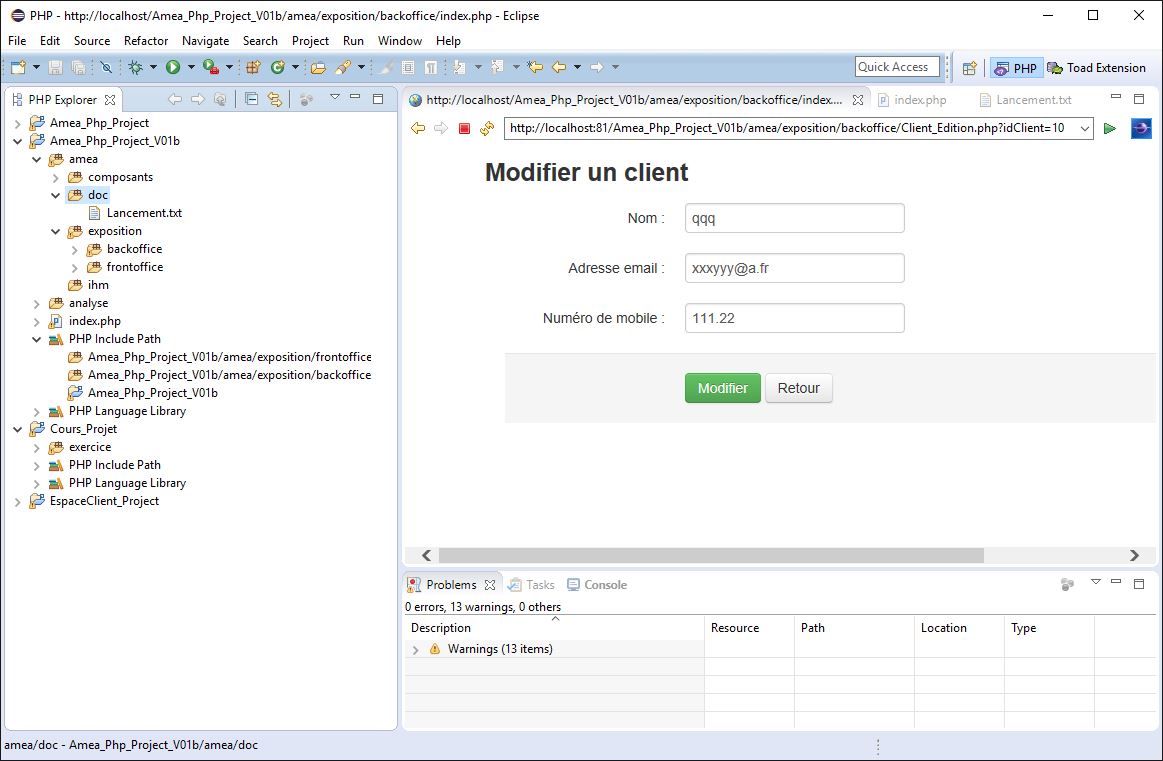 PHP - http://localhost/Amea_Php_Project_V01b/amea/exposition/backoffice/index.php - Eclipse
File Edit Source Refactor Navigate Search Project Run Window Help
Quick Access PHP Toad Extension
PHP Explorer
Amea_Php_Project
Amea_Php_Project_V01b
amea
composants
doc
Lancement.txt
exposition
backoffice
frontoffice
ihm
analyse
index.php
PHP Include Path
Amea_Php_Project_V01b/amea/exposition/frontoffice
Amea_Php_Project_V01b/amea/exposition/backoffice
Amea_Php_Project_V01b
PHP Language Library
Cours_Projet
exercice
PHP Include Path
PHP Language Library
EspaceClient_Project
http://localhost/Amea_Php_Project_V01b/amea/exposition/backoffice/index.... index.php Lancement.txt
http://localhost:81/Amea_Php_Project_V01b/amea/exposition/backoffice/Client_Edition.php?idClient=10
Modifier un client
Nom : qqq
Adresse email : xxxyyy@a.fr
Numéro de mobile : 111.22
Modifier Retour
Problems Tasks Console
0 errors, 13 warnings, 0 others
Description Resource Path Location Type
Warnings (13 items)
amea/doc - Amea_Php_Project_V01b/amea/doc